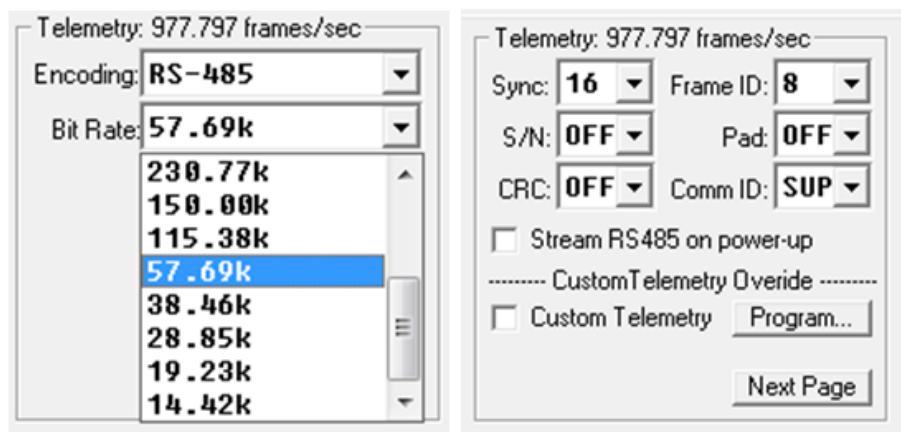 Telemetry: 977.797 frames/sec
Encoding: RS-485
Bit Rate: 57.69k
230.77k
150.00k
115.38k
57.69k
38.46k
28.85k
19.23k
14.42k
Telemetry: 977.797 frames/sec
Sync: 16 Frame ID: 8
S/N: OFF Pad: OFF
CRC: OFF Comm ID: SUP
Stream RS485 on power-up
-------- CustomTelemetry Overide --------
Custom Telemetry Program...
Next Page